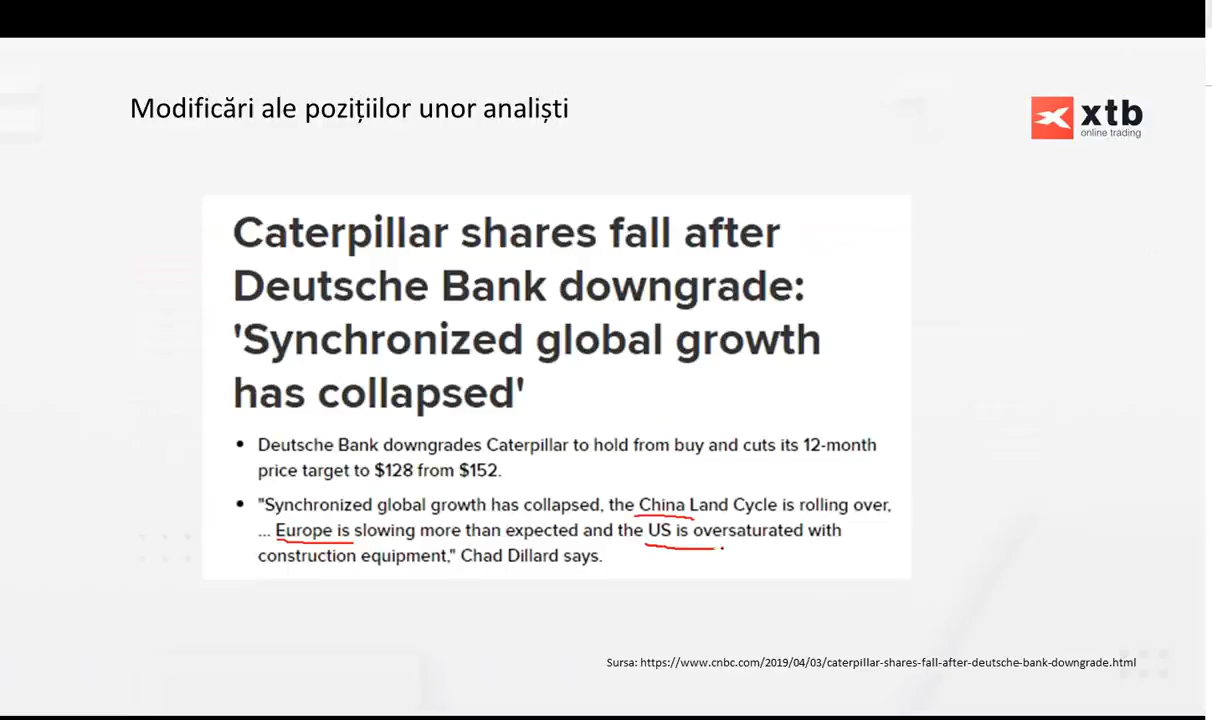 Modificări ale pozițiilor unor analiști
xtb
online trading
Caterpillar shares fall after
Deutsche Bank downgrade:
'Synchronized global growth
has collapsed'
• Deutsche Bank downgrades Caterpillar to hold from buy and cuts its 12-month
price target to $128 from $152.
• "Synchronized global growth has collapsed, the China Land Cycle is rolling over,
... Europe is slowing more than expected and the US is oversaturated with
construction equipment," Chad Dillard says.
Sursa: https://www.cnbc.com/2019/04/03/caterpillar-shares-fall-after-deutsche-bank-downgrade.html